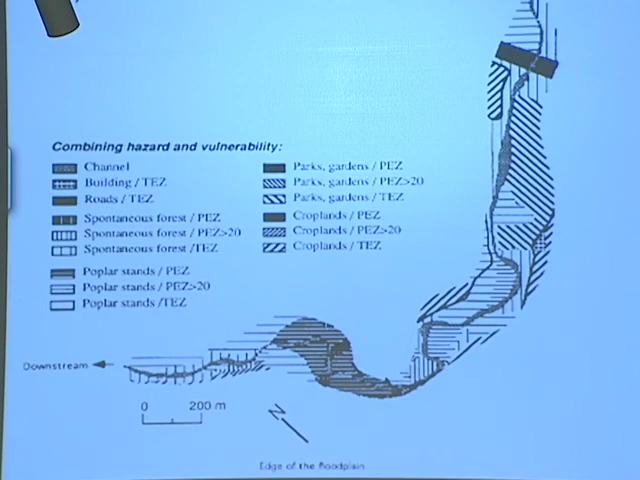 Combining hazard and vulnerability:
Channel
Building / TEZ
Roads / TEZ
Spontaneous forest / PEZ
Spontaneous forest / PEZ>20
Spontaneous forest /TEZ
Poplar stands / PEZ
Poplar stands / PEZ>20
Poplar stands /TEZ
Parks, gardens / PEZ
Parks, gardens / PEZ>20
Parks, gardens / TEZ
Croplands / PEZ
Croplands / PEZ>20
Croplands / TEZ
Downstream
0 200 m
N
Edge of the floodplain